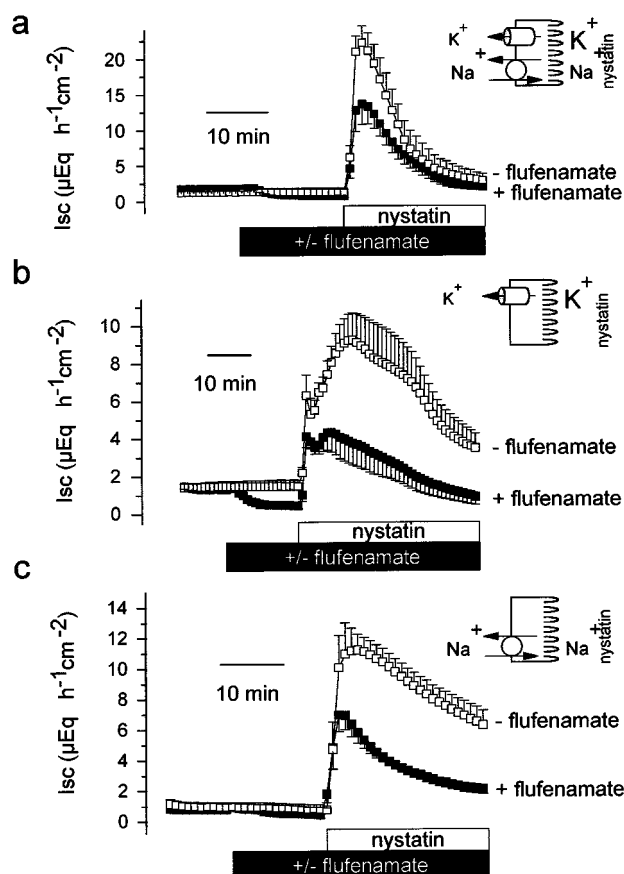 a
Isc (µEq h⁻¹cm⁻²)
20
15
10
5
0
10 min
K⁺ K⁺
Na⁺ Na⁺
nystatin
- flufenamate
+ flufenamate
nystatin
+/- flufenamate
b
Isc (µEq h⁻¹cm⁻²)
10
8
6
4
2
0
10 min
K⁺ K⁺
nystatin
- flufenamate
+ flufenamate
nystatin
+/- flufenamate
c
Isc (µEq h⁻¹cm⁻²)
14
12
10
8
6
4
2
0
10 min
Na⁺ Na⁺
nystatin
- flufenamate
+ flufenamate
nystatin
+/- flufenamate